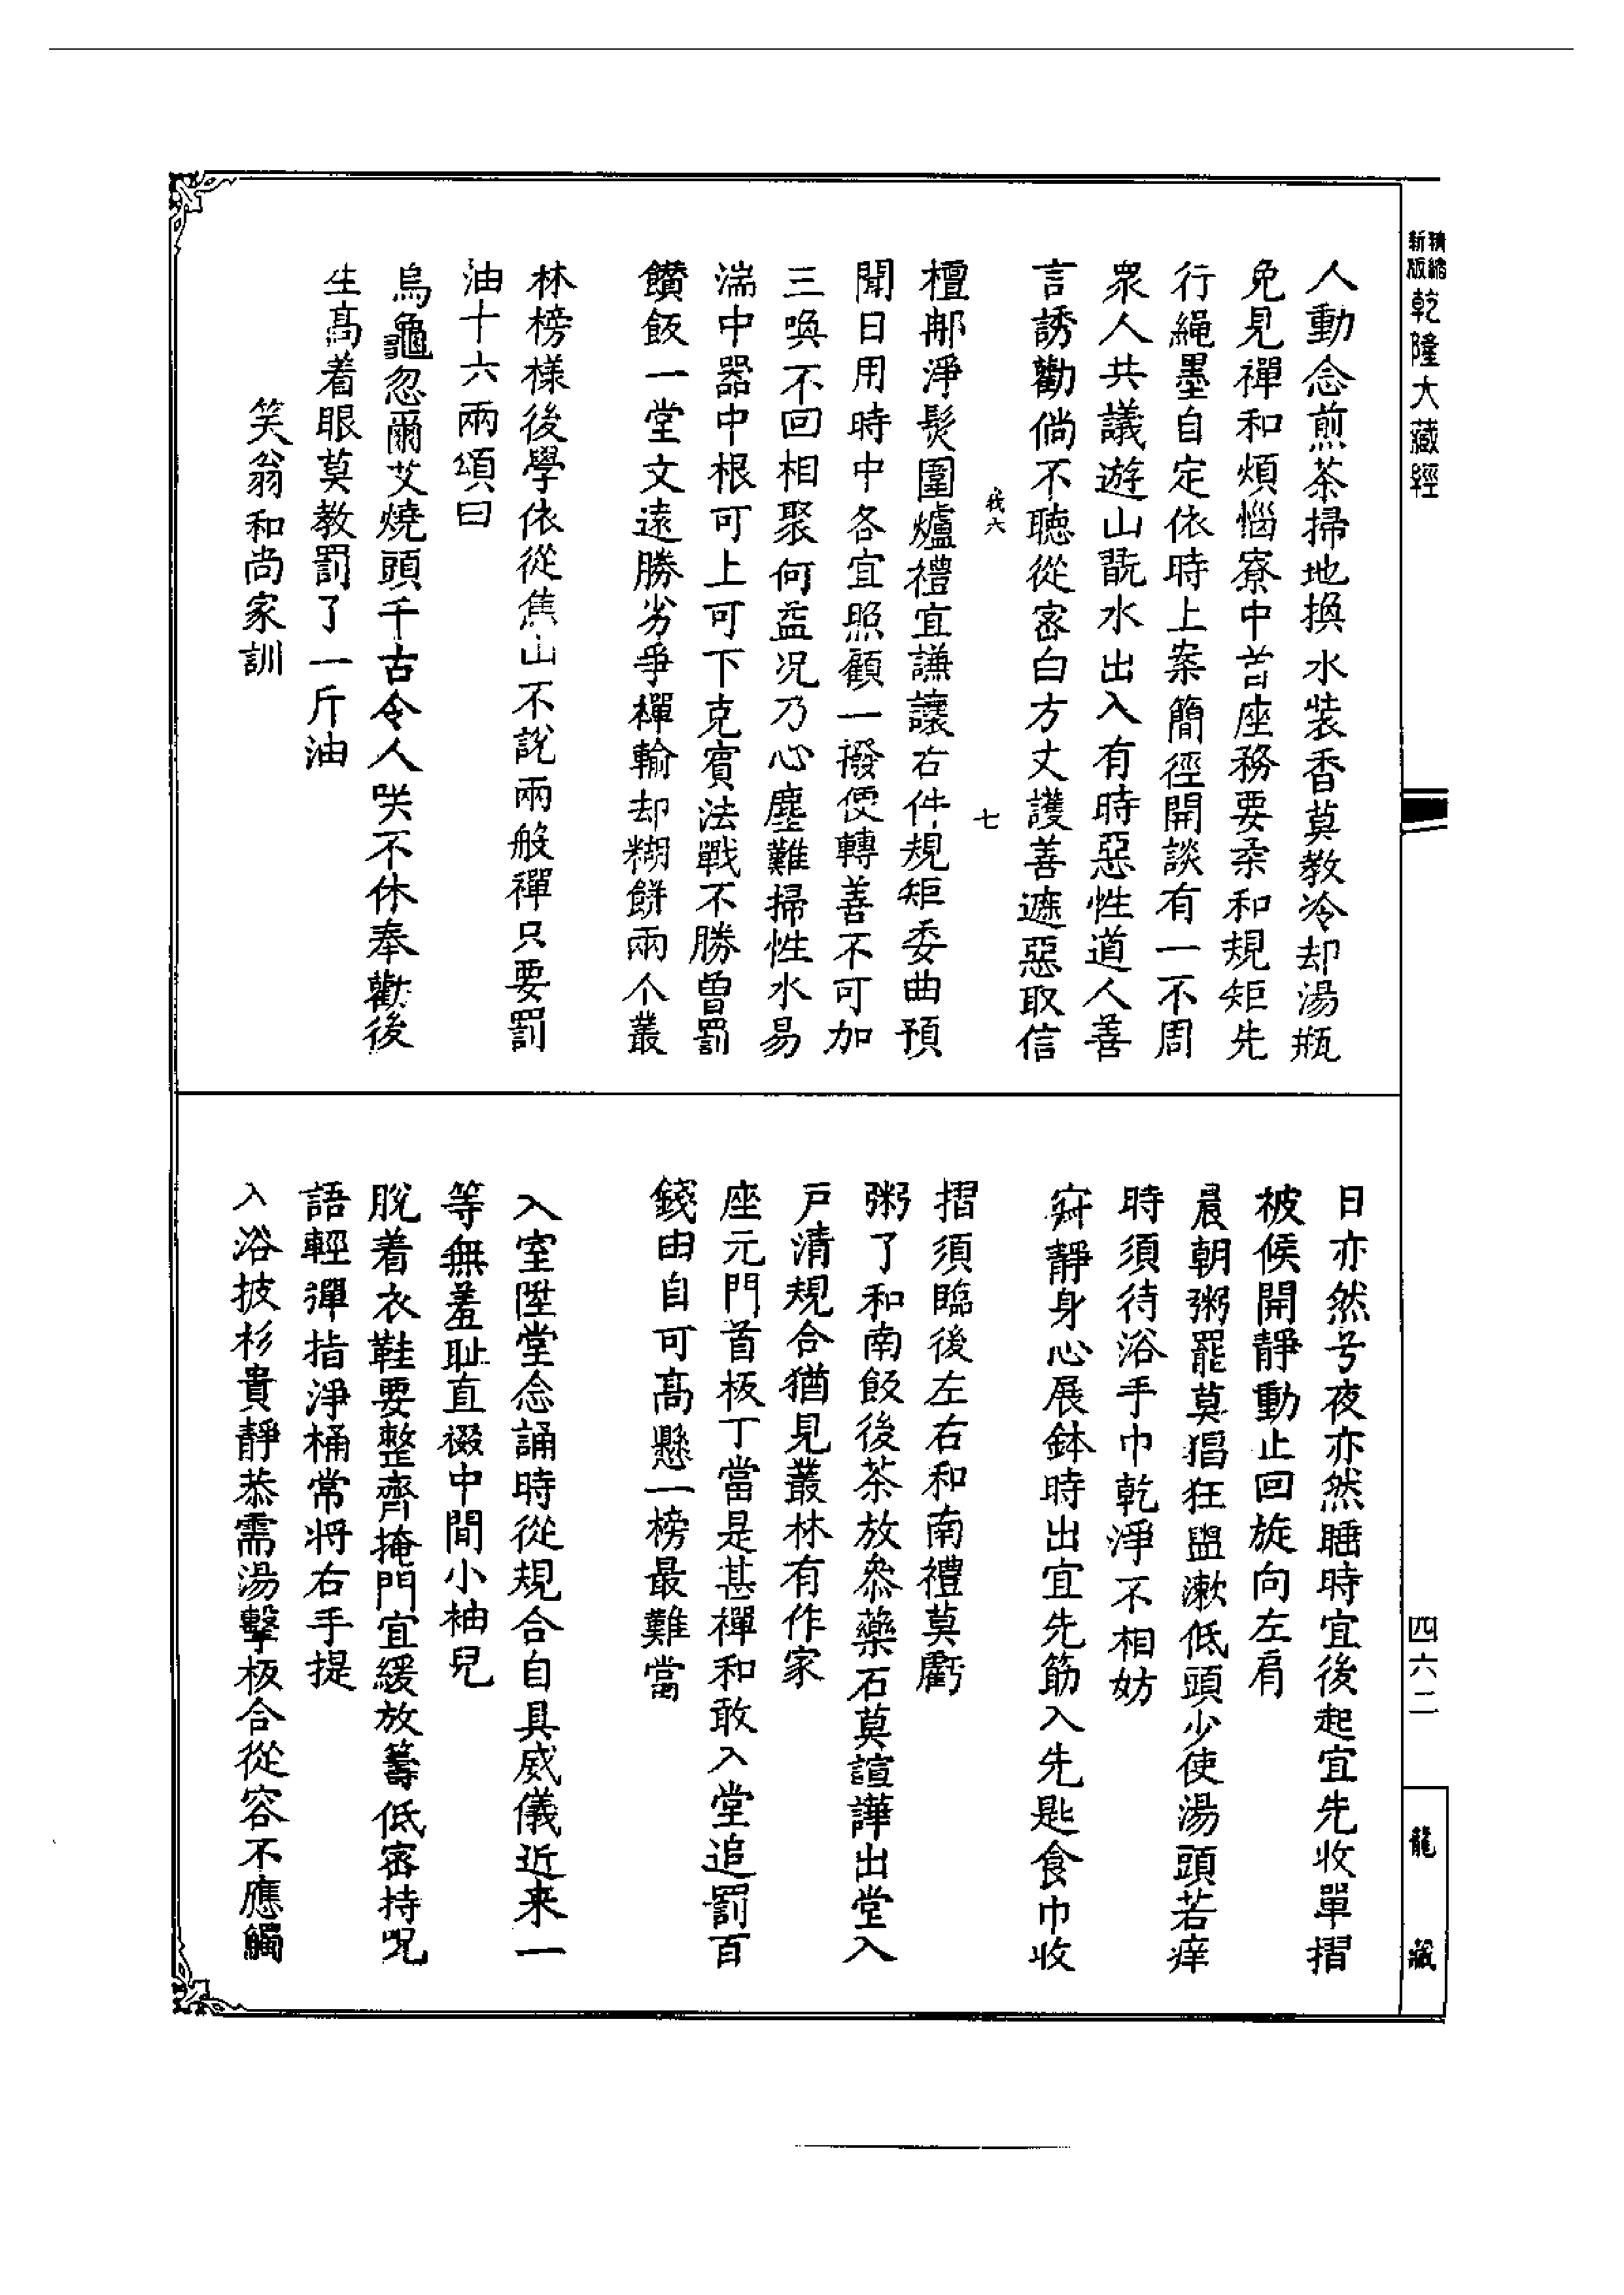 新版 精縮 乾隆大藏經
人動念煎茶掃地換水裝香莫教冷却湯瓶
免見禪和煩惱寮中首座務要柔和規矩先
行繩墨自定依時上案簡徑開談有一不周
衆人共議遊山翫水出入有時惡性道人善
言誘勸倘不聽從宻白方丈護善遮惡取信
我六 七
檀郍淨髮圍爐禮宜謙讓右件規矩委曲預
聞日用時中各宜照顧一撥便轉善不可加
三喚不回相聚何益况乃心塵難掃性水易
湍中器中根可上可下克賓法戰不勝曽罰
饡飯一堂文遠勝劣爭禪輸却糊餅兩人叢
林榜様後學依從焦山不說兩般禪只要罰
油十六兩頌曰
烏龜忽爾艾燒頭千古令人咲不休奉勸後
生髙着眼莫教罰了一斤油
笑翁和尚家訓
日亦然兮夜亦然睡時宜後起宜先收單摺
被候開靜動止回旋向左肩
晨朝粥罷莫猖狂盥漱低頭少使湯頭若痒
時須待浴手巾乾淨不相妨
寂靜身心展鉢時出宜先筯入先匙食巾收
摺須臨後左右和南禮莫虧
粥了和南飯後茶放叅藥石莫諠譁出堂入
戸清規合猶見叢林有作家
座元門首板丁當是甚禪和敢入堂追罰百
錢由自可髙懸一榜最難當
入室陞堂念誦時從規合自具威儀近来一
等無羞耻直裰中間小袖兒
脫着衣鞋要整齊掩門宜緩放籌低宻持呪
語輕彈指淨桶常將右手提
入浴披衫貴靜恭需湯擊板合從容不應觸
四六二
龍藏